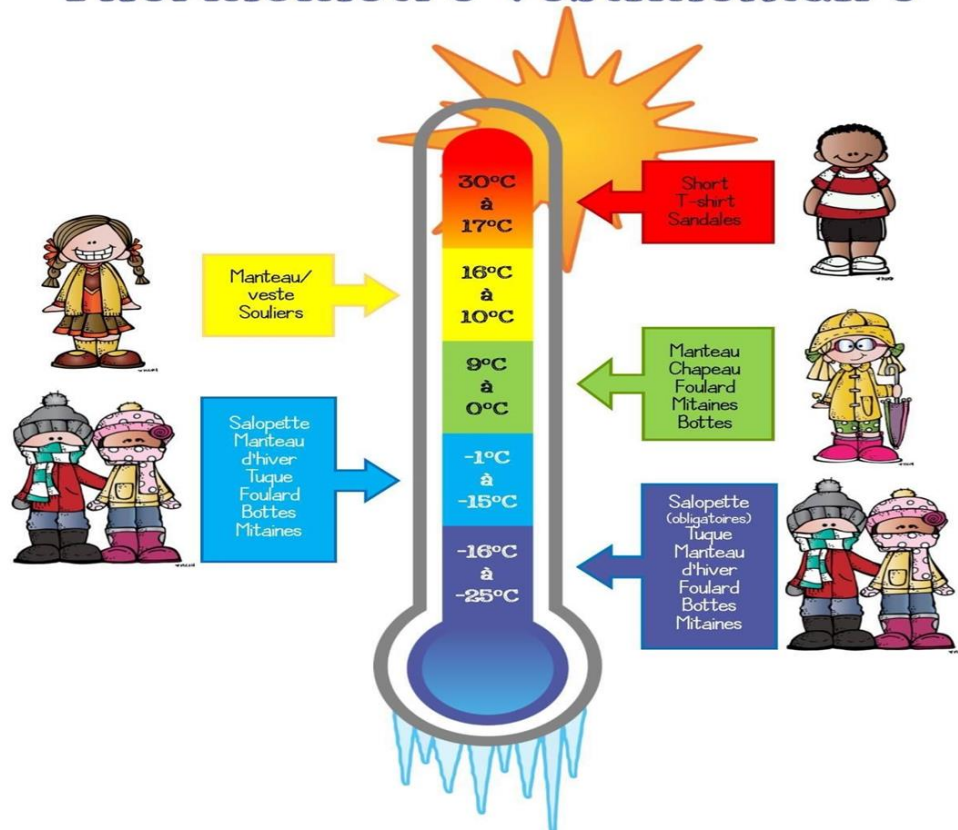 30°C
à
17°C
Short
T-shirt
Sandales
Manteau/
veste
Souliers
16°C
à
10°C
9°C
à
0°C
Manteau
Chapeau
Foulard
Mitaines
Bottes
Salopette
Manteau
d'hiver
Tuque
Foulard
Bottes
Mitaines
-1°C
à
-15°C
-16°C
à
-25°C
Salopette
(obligatoires)
Tuque
Manteau
d'hiver
Foulard
Bottes
Mitaines